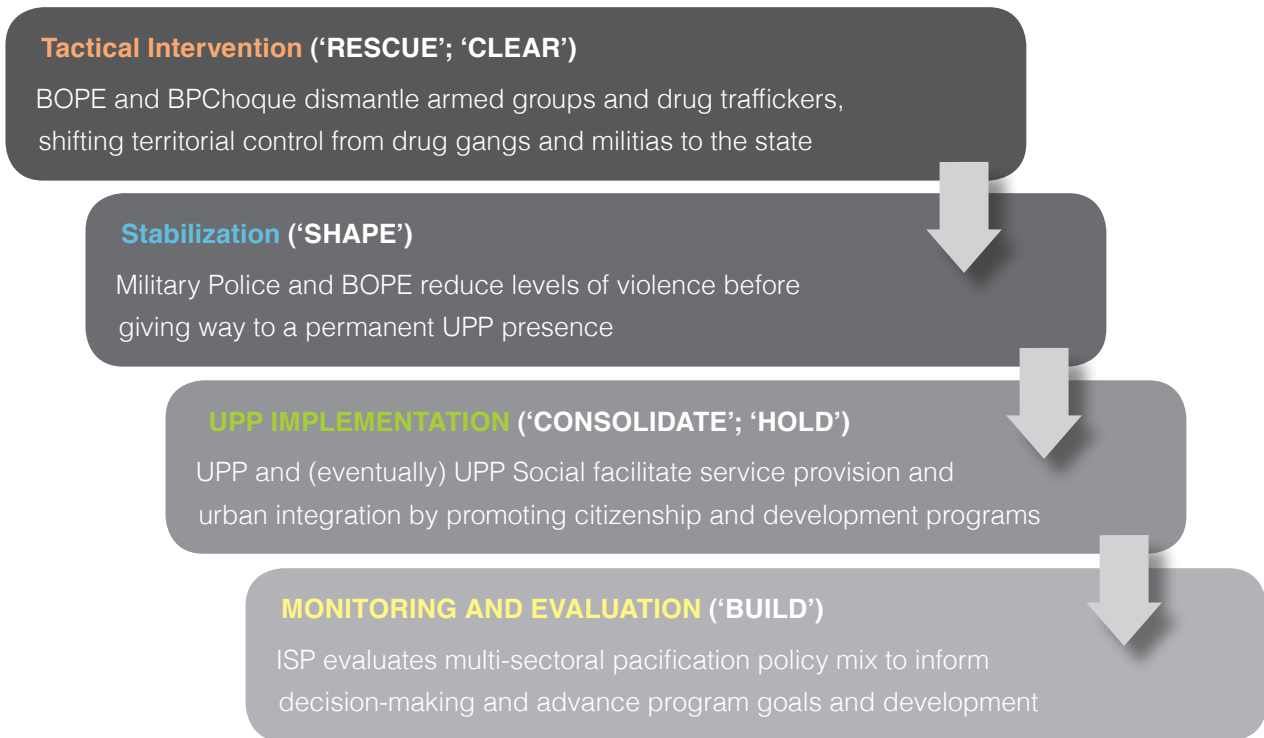 Tactical Intervention (‘RESCUE’; ‘CLEAR’)
BOPE and BPChoque dismantle armed groups and drug traffickers,
shifting territorial control from drug gangs and militias to the state
Stabilization (‘SHAPE’)
Military Police and BOPE reduce levels of violence before
giving way to a permanent UPP presence
UPP IMPLEMENTATION (‘CONSOLIDATE’; ‘HOLD’)
UPP and (eventually) UPP Social facilitate service provision and
urban integration by promoting citizenship and development programs
MONITORING AND EVALUATION (‘BUILD’)
ISP evaluates multi-sectoral pacification policy mix to inform
decision-making and advance program goals and development